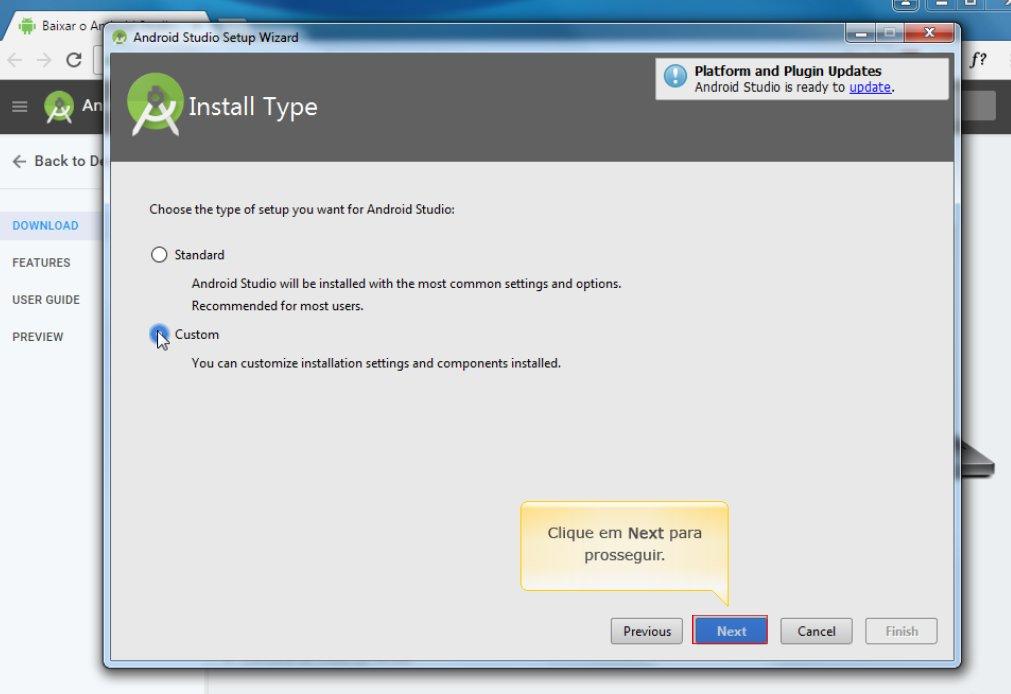 Baixar o An
Android Studio Setup Wizard
f?
An
Install Type
Platform and Plugin Updates
Android Studio is ready to update.
Back to De
DOWNLOAD
FEATURES
USER GUIDE
PREVIEW
Choose the type of setup you want for Android Studio:
Standard
Android Studio will be installed with the most common settings and options.
Recommended for most users.
Custom
You can customize installation settings and components installed.
Clique em Next para
prosseguir.
Previous
Next
Cancel
Finish